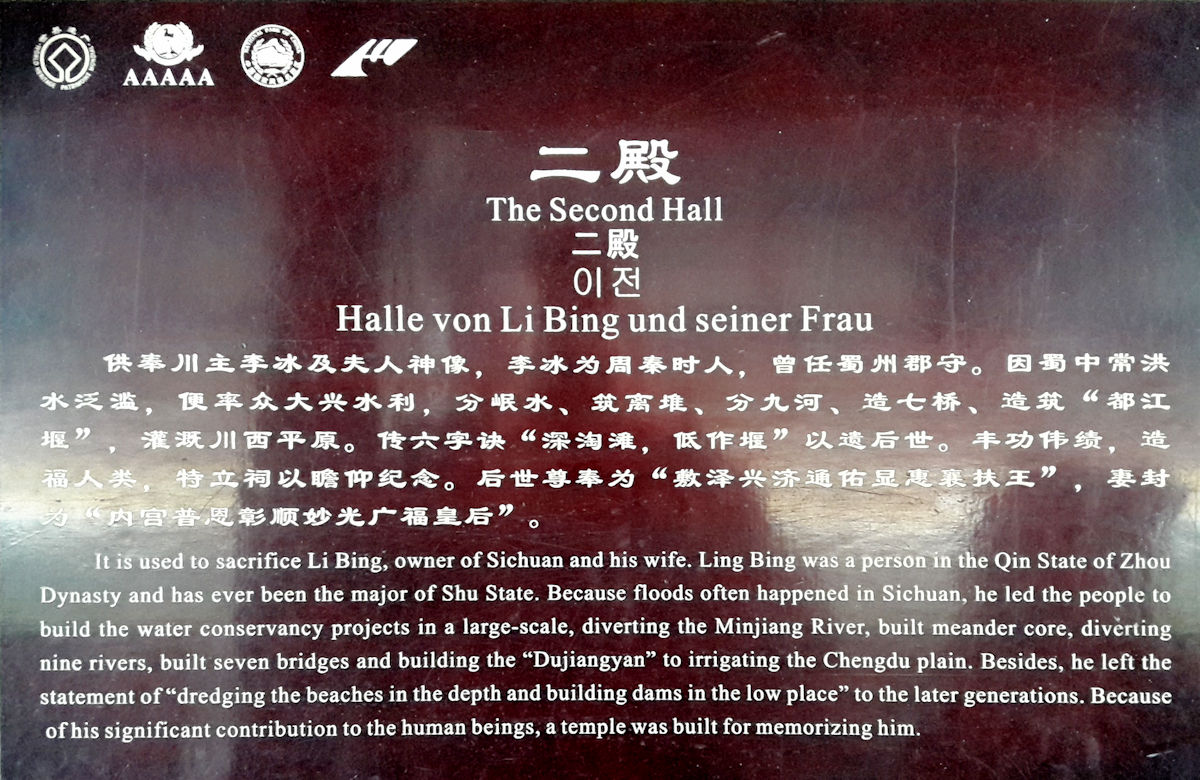 AAAAA
二殿
The Second Hall
二殿
이전
Halle von Li Bing und seiner Frau
供奉川主李冰及夫人神像，李冰为周秦时人，曾任蜀州郡守。因蜀中常洪
水泛滥，便率众大兴水利，分岷水、筑离堆、分九河、造七桥、造筑“都江
堰”，灌溉川西平原。传六字诀“深淘滩，低作堰”以遗后世。丰功伟绩，造
福人类，特立祠以瞻仰纪念。后世尊奉为“敷泽兴济通佑显惠襄扶王”，妻封
为“内宫普恩彰顺妙光广福皇后”。
It is used to sacrifice Li Bing, owner of Sichuan and his wife. Ling Bing was a person in the Qin State of Zhou
Dynasty and has ever been the major of Shu State. Because floods often happened in Sichuan, he led the people to
build the water conservancy projects in a large-scale, diverting the Minjiang River, built meander core, diverting
nine rivers, built seven bridges and building the “Dujiangyan” to irrigating the Chengdu plain. Besides, he left the
statement of “dredging the beaches in the depth and building dams in the low place” to the later generations. Because
of his significant contribution to the human beings, a temple was built for memorizing him.